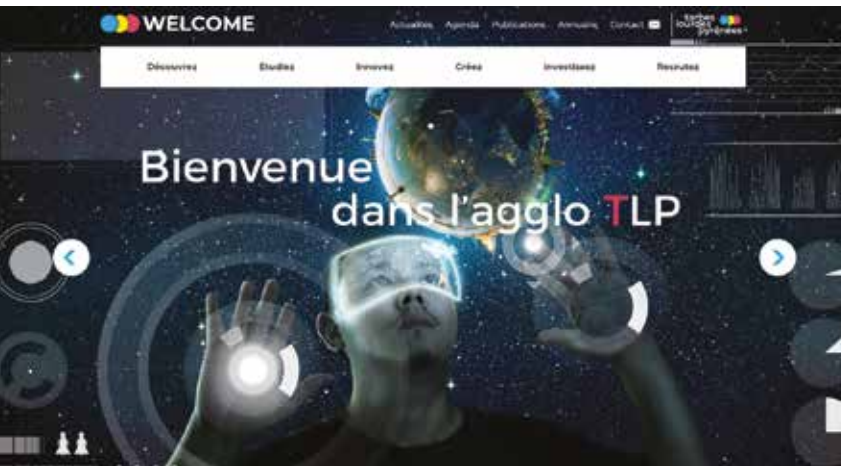 WELCOME
Actualités Agenda Publications Annuaire Contact
tarbes
lourdes
pyrénées
Découvrez Étudiez Innovez Créez Investissez Recrutez
Bienvenue
dans l'agglo TLP